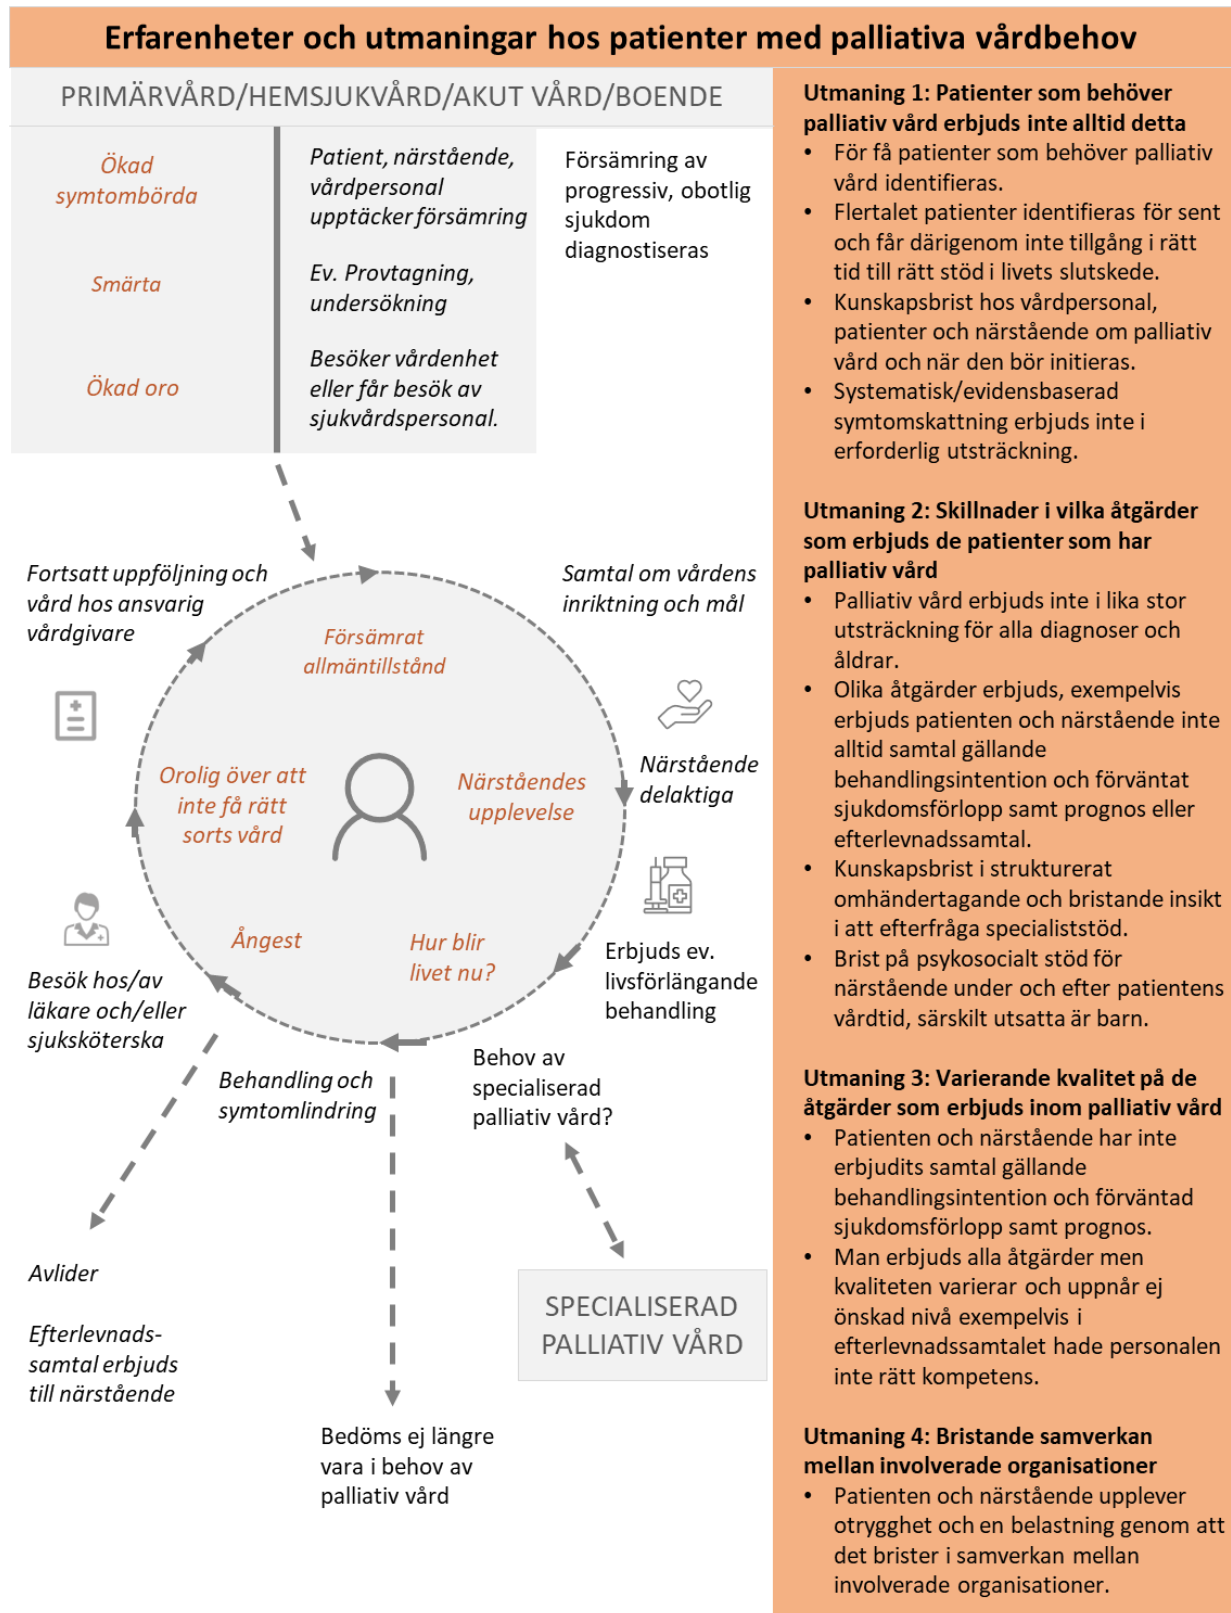 Erfarenheter och utmaningar hos patienter med palliativa vårdbehov
PRIMÄRVÅRD/HEMSJUKVÅRD/AKUT VÅRD/BOENDE
Ökad
symtombörda
Patient, närstående,
vårdpersonal
upptäcker försämring
Försämring av
progressiv, obotlig
sjukdom
diagnostiseras
Smärta
Ev. Provtagning,
undersökning
Ökad oro
Besöker vårdenhet
eller får besök av
sjukvårdspersonal.
Fortsatt uppföljning och
vård hos ansvarig
vårdgivare
Samtal om vårdens
inriktning och mål
Försämrat
allmäntillstånd
Orolig över att
inte få rätt
sorts vård
Närståendes
upplevelse
Närstående
delaktiga
Ångest
Hur blir
livet nu?
Erbjuds ev.
livsförlängande
behandling
Besök hos/av
läkare och/eller
sjuksköterska
Behandling och
symtomlindring
Behov av
specialiserad
palliativ vård?
Avlider
Efterlevnads-
samtal erbjuds
till närstående
SPECIALISERAD
PALLIATIV VÅRD
Bedöms ej längre
vara i behov av
palliativ vård
Utmaning 1: Patienter som behöver
palliativ vård erbjuds inte alltid detta
• För få patienter som behöver palliativ
vård identifieras.
• Flertalet patienter identifieras för sent
och får därigenom inte tillgång i rätt
tid till rätt stöd i livets slutskede.
• Kunskapsbrist hos vårdpersonal,
patienter och närstående om palliativ
vård och när den bör initieras.
• Systematisk/evidensbaserad
symtomskattning erbjuds inte i
erforderlig utsträckning.
Utmaning 2: Skillnader i vilka åtgärder
som erbjuds de patienter som har
palliativ vård
• Palliativ vård erbjuds inte i lika stor
utsträckning för alla diagnoser och
åldrar.
• Olika åtgärder erbjuds, exempelvis
erbjuds patienten och närstående inte
alltid samtal gällande
behandlingsintention och förväntat
sjukdomsförlopp samt prognos eller
efterlevnadssamtal.
• Kunskapsbrist i strukturerat
omhändertagande och bristande insikt
i att efterfråga specialiststöd.
• Brist på psykosocialt stöd för
närstående under och efter patientens
vårdtid, särskilt utsatta är barn.
Utmaning 3: Varierande kvalitet på de
åtgärder som erbjuds inom palliativ vård
• Patienten och närstående har inte
erbjudits samtal gällande
behandlingsintention och förväntad
sjukdomsförlopp samt prognos.
• Man erbjuds alla åtgärder men
kvaliteten varierar och uppnår ej
önskad nivå exempelvis i
efterlevnadssamtalet hade personalen
inte rätt kompetens.
Utmaning 4: Bristande samverkan
mellan involverade organisationer
• Patienten och närstående upplever
otrygghet och en belastning genom att
det brister i samverkan mellan
involverade organisationer.